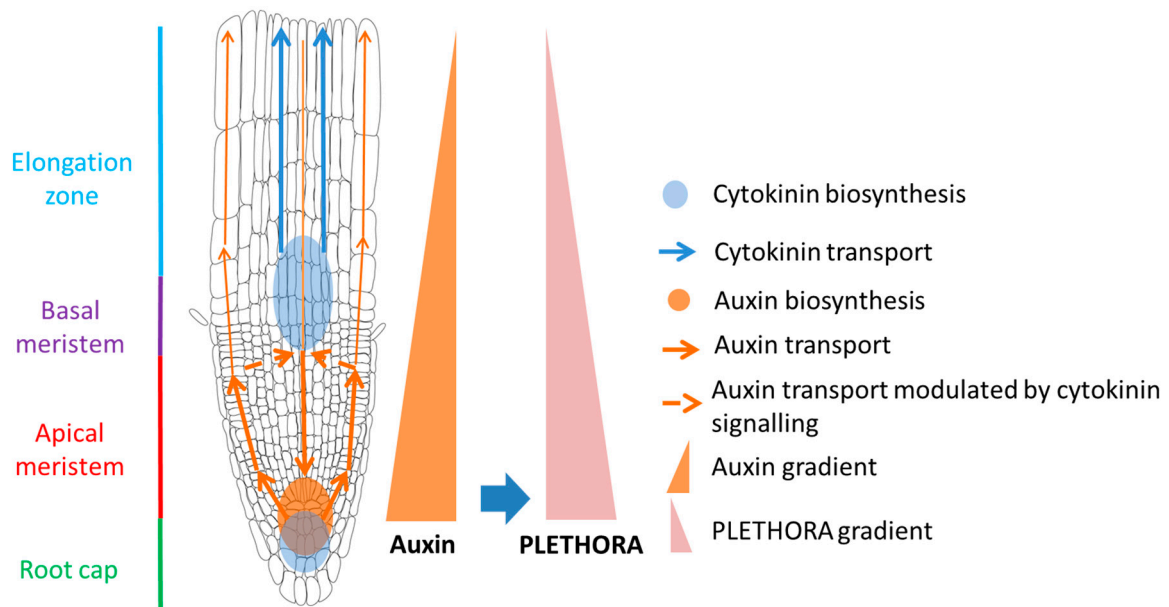 Elongation
zone
Basal
meristem
Apical
meristem
Root cap
Auxin
PLETHORA
Cytokinin biosynthesis
Cytokinin transport
Auxin biosynthesis
Auxin transport
Auxin transport modulated by cytokinin
signalling
Auxin gradient
PLETHORA gradient